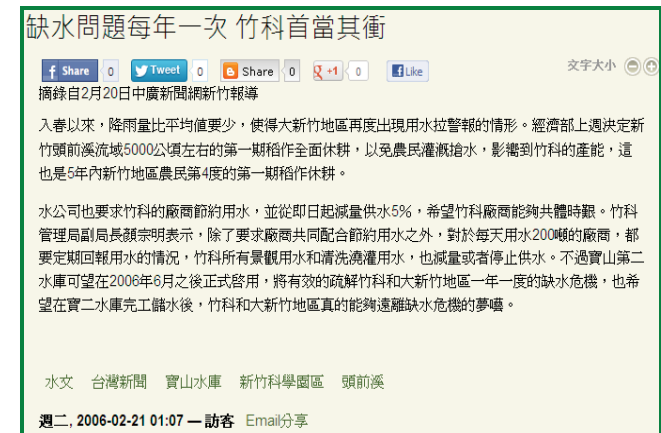 缺水問題每年一次 竹科首當其衝
Share 0 Tweet 0 Share 0 +1 0 Like 文字大小
摘錄自2月20日中廣新聞網新竹報導
入春以來，降雨量比平均值要少，使得大新竹地區再度出現用水拉警報的情形。經濟部上週決定新
竹頭前溪流域5000公頃左右的第一期稻作全面休耕，以免農民灌溉搶水，影響到竹科的產能，這
也是5年內新竹地區農民第4度的第一期稻作休耕。
水公司也要求竹科的廠商節約用水，並從即日起減量供水5%，希望竹科廠商能夠共體時艱。竹科
管理局副局長顏宗明表示，除了要求廠商共同配合節約用水之外，對於每天用水200噸的廠商，都
要定期回報用水的情況，竹科所有景觀用水和清洗澆灌用水，也減量或者停止供水。不過寶山第二
水庫可望在2006年6月之後正式啓用，將有效的疏解竹科和大新竹地區一年一度的缺水危機，也希
望在寶二水庫完工儲水後，竹科和大新竹地區真的能夠遠離缺水危機的夢囈。
水文 台灣新聞 寶山水庫 新竹科學園區 頭前溪
週二, 2006-02-21 01:07 — 訪客 Email分享